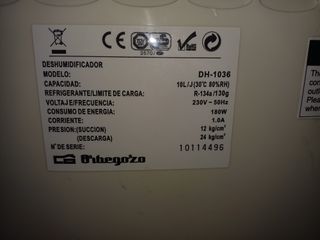 CE
DESHUMIDIFICADOR
MODELO: DH-1036
CAPACIDAD 10L/J(30°C 80%RH)
REFRIGERANTE/LIMITE DE CARGA: R-134a/130g
VOLTAJE/FRECUENCIA: 230V~50Hz
CONSUMO DE ENERGIA: 180W
CORRIENTE: 1.0A
PRESION:(SUCCION) 12 kg/cm²
(DESCARGA) 24 kg/cm²
Nº DE SERIE: 10114496
Orbegozo
Pleas
when